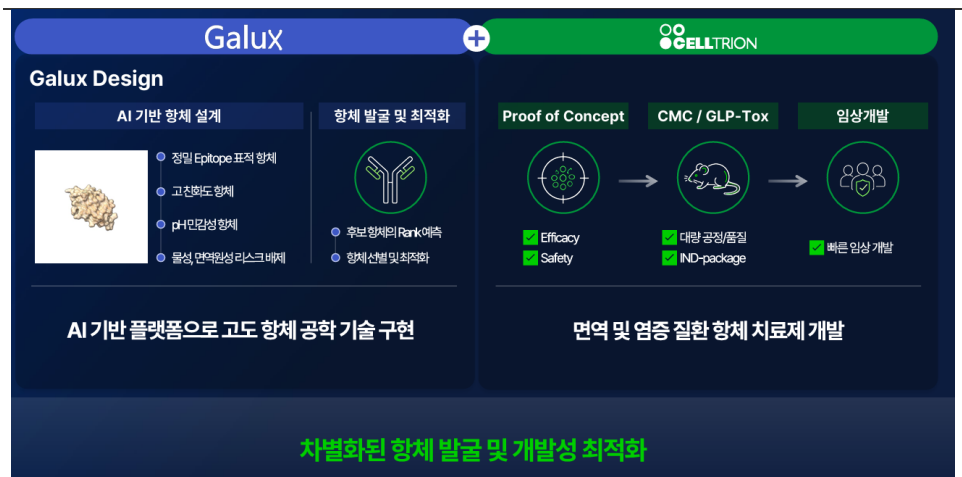 Galux
+
CELLTRION
Galux Design
AI 기반 항체 설계
정밀 Epitope 표적 항체
고친화도 항체
pH 민감성 항체
물성, 면역원성 리스크 배제
항체 발굴 및 최적화
후보 항체의 Rank 예측
항체 선별 및 최적화
AI 기반 플랫폼으로 고도 항체 공학 기술 구현
Proof of Concept
Efficacy
Safety
CMC / GLP-Tox
대량 공정/품질
IND-package
임상개발
빠른 임상 개발
면역 및 염증 질환 항체 치료제 개발
차별화된 항체 발굴 및 개발성 최적화